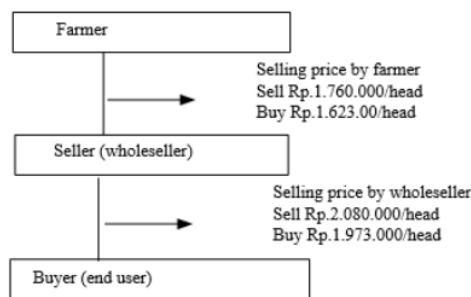 Farmer
Selling price by farmer
Sell Rp.1.760.000/head
Buy Rp.1.623.00/head
Seller (wholeseller)
Selling price by wholeseller
Sell Rp.2.080.000/head
Buy Rp.1.973.000/head
Buyer (end user)